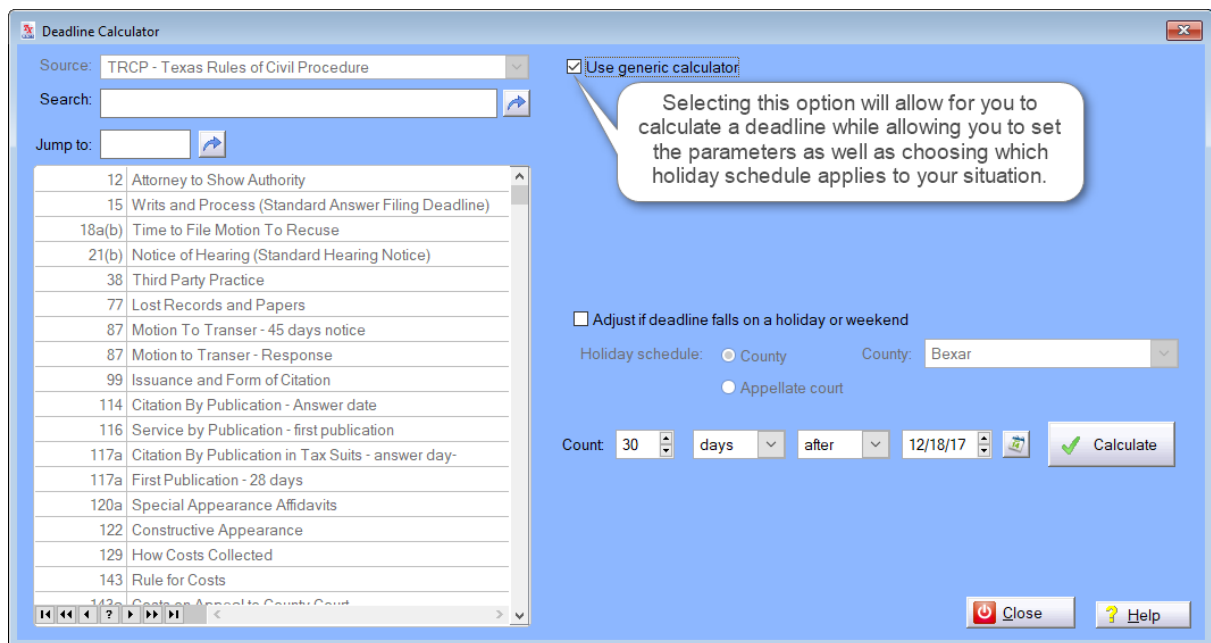 Deadline Calculator
Source: TRCP - Texas Rules of Civil Procedure
Search:
Jump to:
12 Attorney to Show Authority
15 Writs and Process (Standard Answer Filing Deadline)
18a(b) Time to File Motion To Recuse
21(b) Notice of Hearing (Standard Hearing Notice)
38 Third Party Practice
77 Lost Records and Papers
87 Motion To Transer - 45 days notice
87 Motion to Transer - Response
99 Issuance and Form of Citation
114 Citation By Publication - Answer date
116 Service by Publication - first publication
117a Citation By Publication in Tax Suits - answer day-
117a First Publication - 28 days
120a Special Appearance Affidavits
122 Constructive Appearance
129 How Costs Collected
143 Rule for Costs
143a Costs on Appeal to County Court
?
Use generic calculator
Selecting this option will allow for you to
calculate a deadline while allowing you to set
the parameters as well as choosing which
holiday schedule applies to your situation.
Adjust if deadline falls on a holiday or weekend
Holiday schedule: County County: Bexar
Appellate court
Count: 30 days after 12/18/17 Calculate
Close ? Help